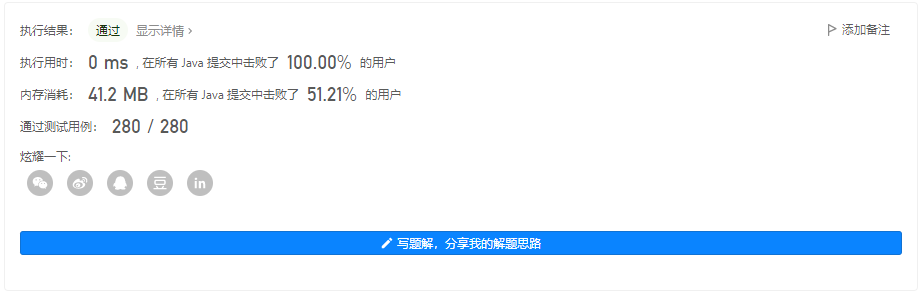 执行结果： 通过 显示详情 › 添加备注
执行用时： 0 ms , 在所有 Java 提交中击败了 100.00% 的用户
内存消耗： 41.2 MB , 在所有 Java 提交中击败了 51.21% 的用户
通过测试用例： 280 / 280
炫耀一下:
豆 in
写题解，分享我的解题思路